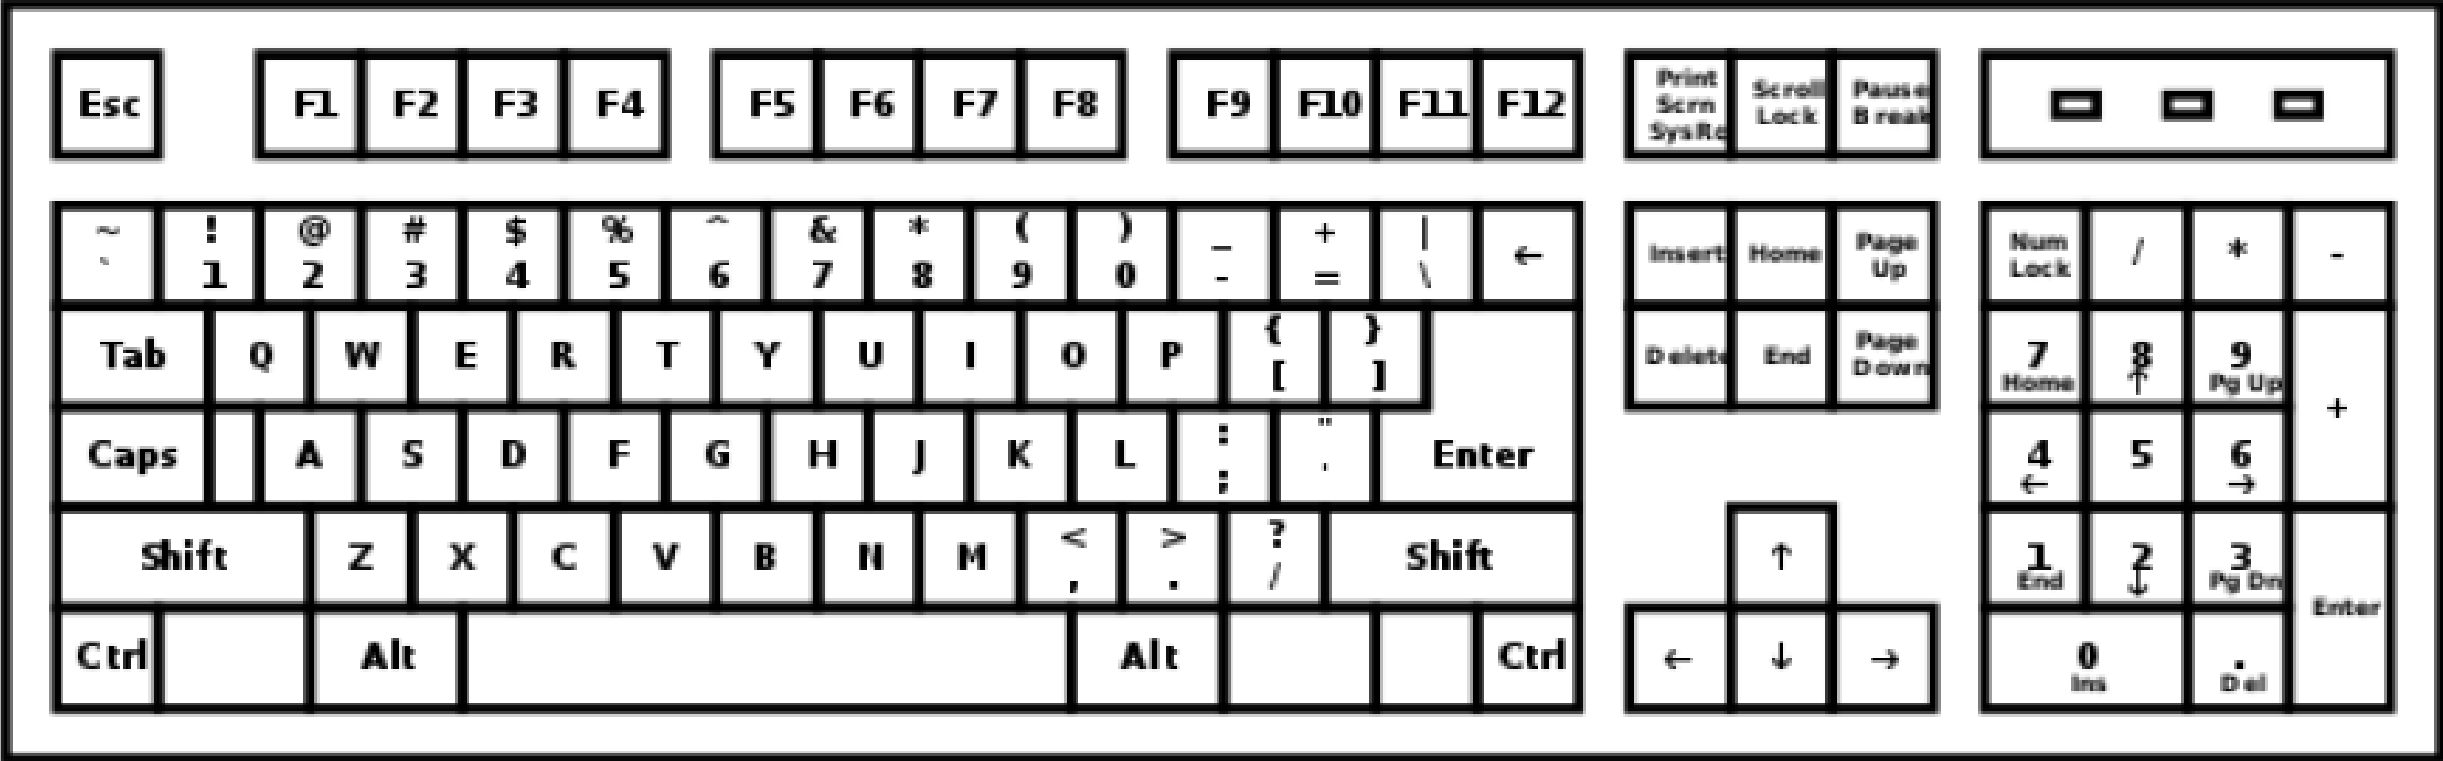 Esc F1 F2 F3 F4 F5 F6 F7 F8 F9 F10 F11 F12 Print Scrn SysRq Scroll Lock Pause Break
~ ! @ # $ % ^ & * ( ) _ + |
` 1 2 3 4 5 6 7 8 9 0 - = \ ← Insert Home Page Up Num Lock / * -
Tab Q W E R T Y U I O P { [ } ] Delete End Page Down 7 Home 8 ↑ 9 Pg Up +
Caps A S D F G H J K L : ; " ' Enter 4 ← 5 6 →
Shift Z X C V B N M < , > . ? / Shift ↑ 1 End 2 ↓ 3 Pg Dn Enter
Ctrl Alt Alt Ctrl ← ↓ → 0 Ins . Del